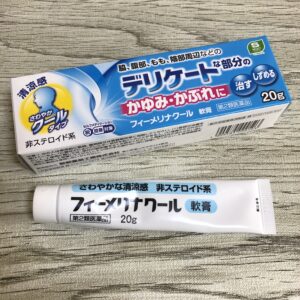 脇、腹部、もも、陰部周辺などの
デリケートな部分の
かゆみ・かぶれに
治す
しずめる
清涼感
さわやか
クール
タイプ
非ステロイド系
フィーメリナクール 軟膏
第2類医薬品
20g
さわやかな清涼感 非ステロイド系
フィーメリナクール 軟膏
第2類医薬品
20g